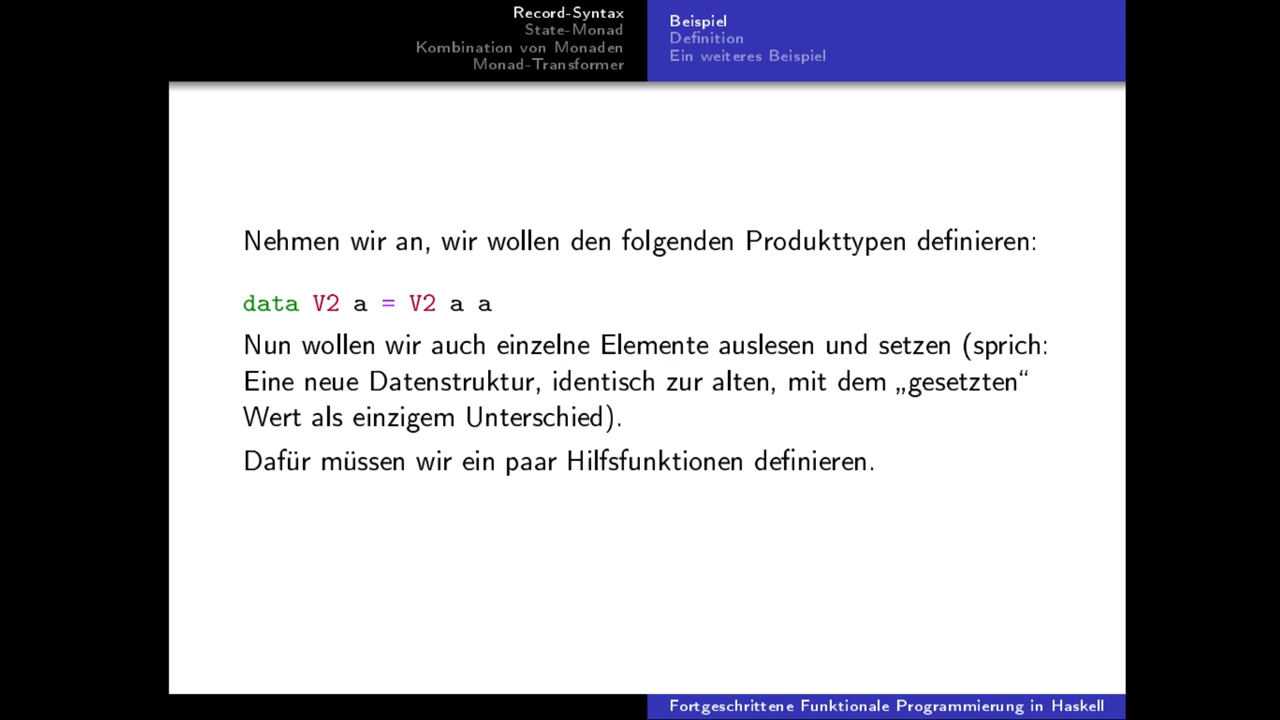 Record-Syntax
State-Monad
Kombination von Monaden
Monad-Transformer
Beispiel
Definition
Ein weiteres Beispiel
Nehmen wir an, wir wollen den folgenden Produkttypen definieren:
data V2 a = V2 a a
Nun wollen wir auch einzelne Elemente auslesen und setzen (sprich:
Eine neue Datenstruktur, identisch zur alten, mit dem „gesetzten“
Wert als einzigem Unterschied).
Dafür müssen wir ein paar Hilfsfunktionen definieren.
Fortgeschrittene Funktionale Programmierung in Haskell